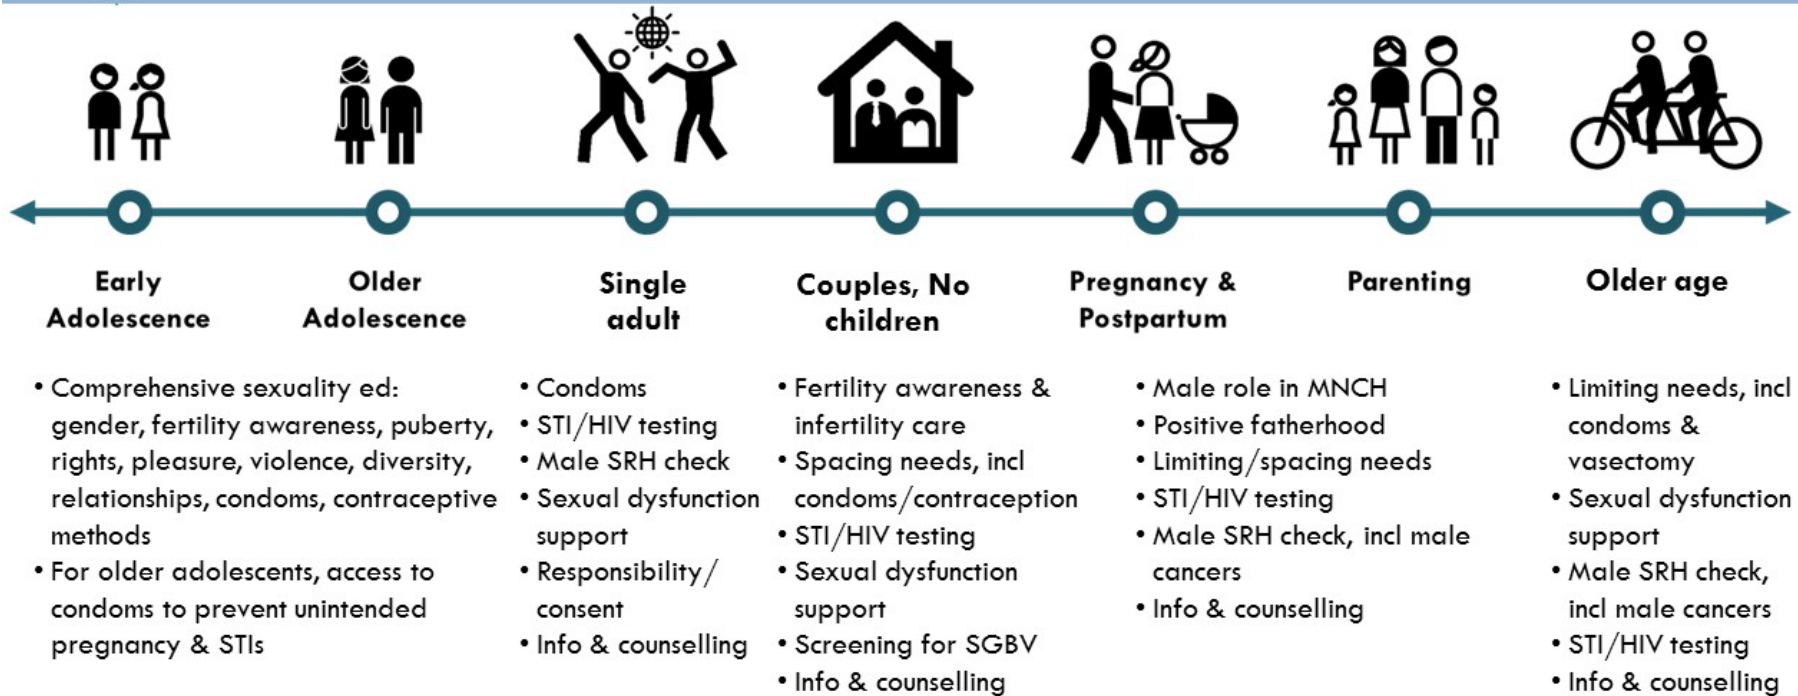 Early
Adolescence
Older
Adolescence
Single
adult
Couples, No
children
Pregnancy &
Postpartum
Parenting
Older age
• Comprehensive sexuality ed:
gender, fertility awareness, puberty,
rights, pleasure, violence, diversity,
relationships, condoms, contraceptive
methods
• For older adolescents, access to
condoms to prevent unintended
pregnancy & STIs
• Condoms
• STI/HIV testing
• Male SRH check
• Sexual dysfunction
support
• Responsibility/
consent
• Info & counselling
• Fertility awareness &
infertility care
• Spacing needs, incl
condoms/contraception
• STI/HIV testing
• Sexual dysfunction
support
• Screening for SGBV
• Info & counselling
• Male role in MNCH
• Positive fatherhood
• Limiting/spacing needs
• STI/HIV testing
• Male SRH check, incl male
cancers
• Info & counselling
• Limiting needs, incl
condoms &
vasectomy
• Sexual dysfunction
support
• Male SRH check,
incl male cancers
• STI/HIV testing
• Info & counselling